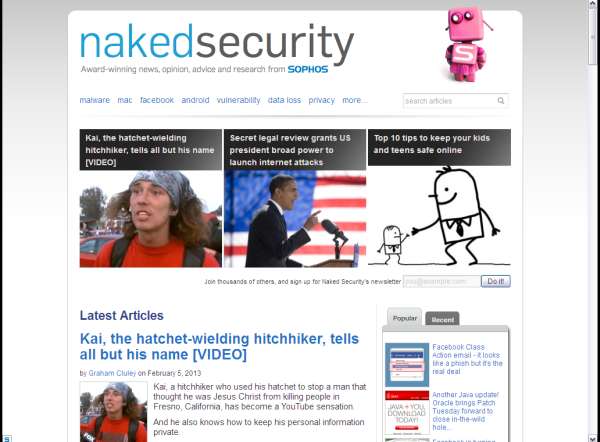 nakedsecurity
Award-winning news, opinion, advice and research from SOPHOS
malware mac facebook android vulnerability data loss privacy more...
search articles
Kai, the hatchet-wielding
hitchhiker, tells all but his name
[VIDEO]
Secret legal review grants US
president broad power to
launch internet attacks
Top 10 tips to keep your kids
and teens safe online
Join thousands of others, and sign up for Naked Security's newsletter you@example.com Do it!
Latest Articles
Kai, the hatchet-wielding hitchhiker, tells
all but his name [VIDEO]
by Graham Cluley on February 5, 2013
Kai, a hitchhiker who used his hatchet to stop a man that
thought he was Jesus Christ from killing people in
Fresno, California, has become a YouTube sensation.
And he also knows how to keep his personal information
private.
Popular Recent
Facebook Class
Action email - it looks
like a phish but it's the
real deal
Another Java update!
Oracle brings Patch
Tuesday forward to
close in-the-wild
hole...
JAVA + YOU,
DOWNLOAD
TODAY!